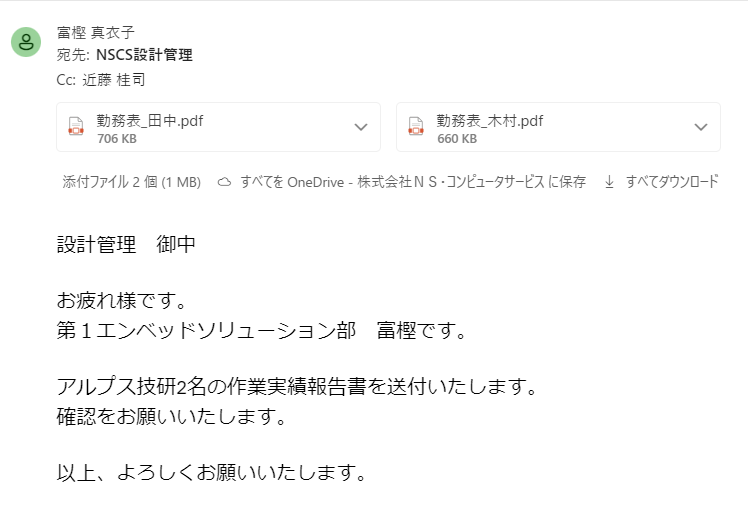 富樫 真衣子
宛先: NSCS設計管理
Cc: 近藤 桂司
勤務表_田中.pdf
706 KB
勤務表_木村.pdf
660 KB
添付ファイル 2 個 (1 MB) すべてを OneDrive - 株式会社ＮＳ・コンピュータサービス に保存 すべてダウンロード
設計管理　御中
お疲れ様です。
第１エンベッドソリューション部　富樫です。
アルプス技研2名の作業実績報告書を送付いたします。
確認をお願いいたします。
以上、よろしくお願いいたします。